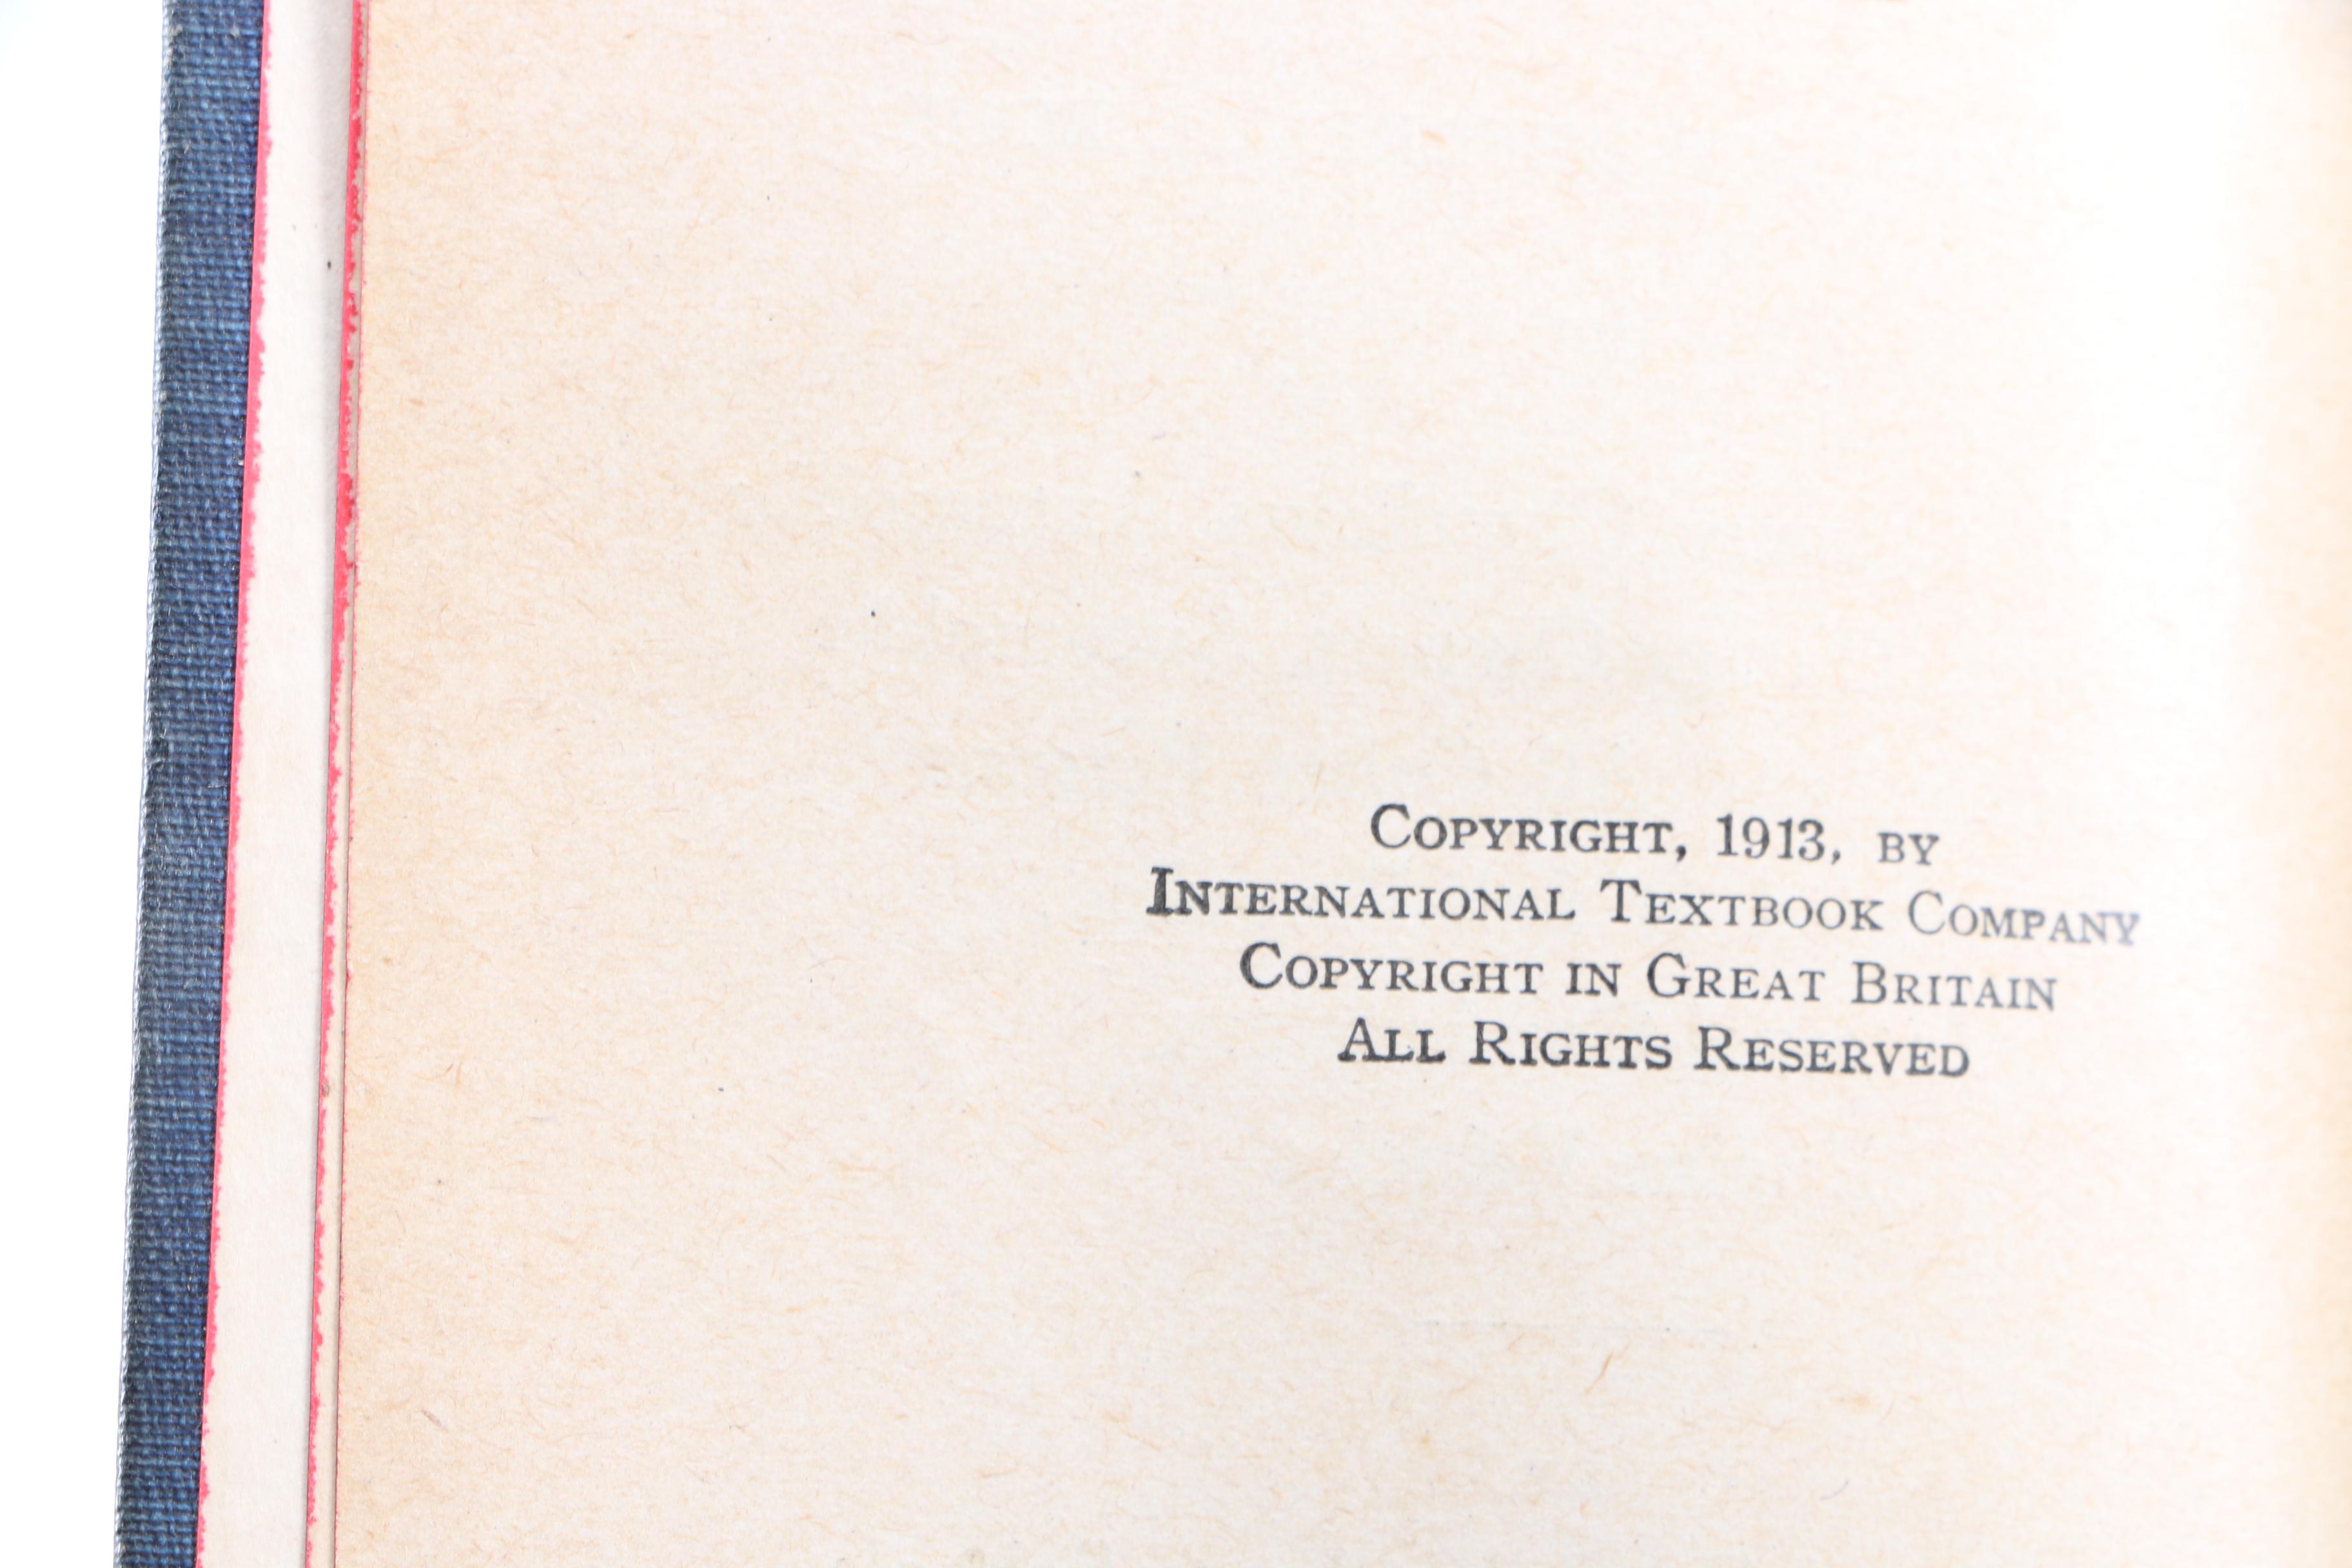 Copyright, 1913, by
International Textbook Company
Copyright in Great Britain
All Rights Reserved